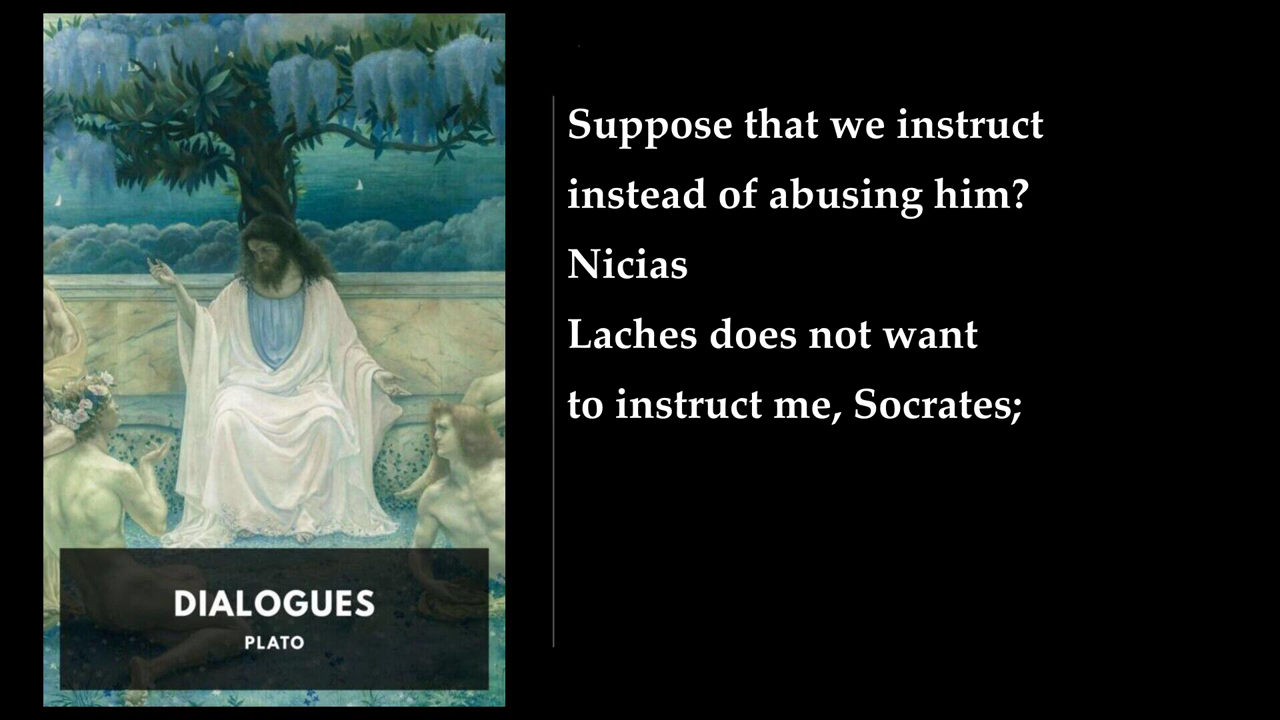 Suppose that we instruct
instead of abusing him?
Nicias
Laches does not want
to instruct me, Socrates;
DIALOGUES
PLATO